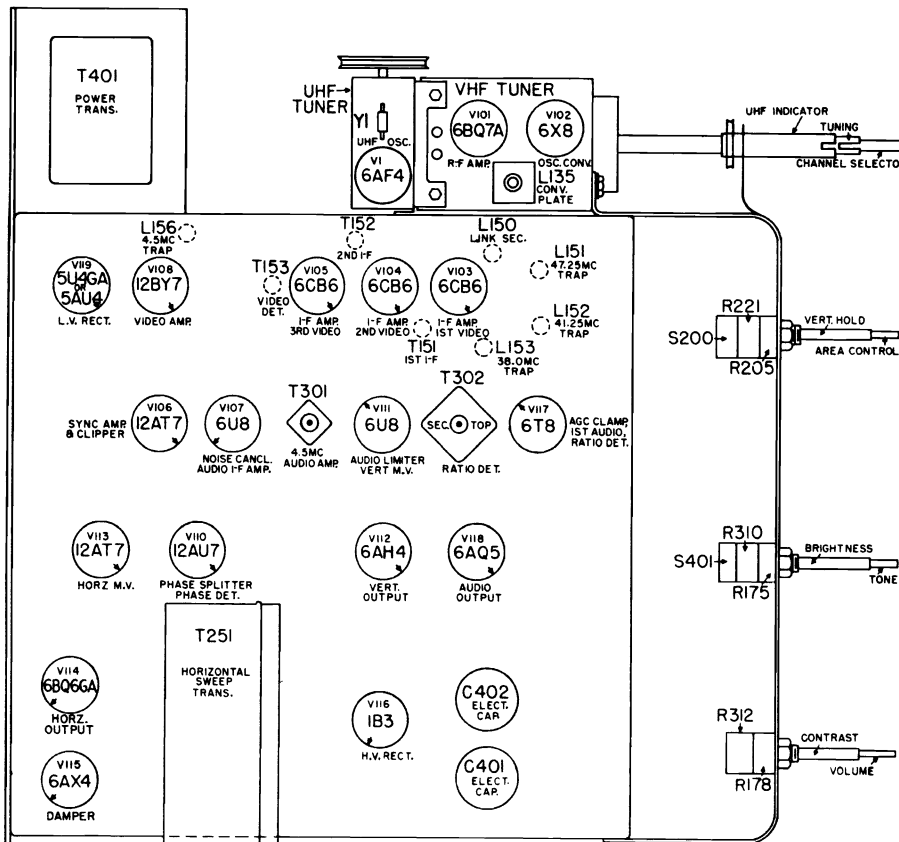 T401
POWER
TRANS.
UHF
TUNER
Y1
UHF OSC.
V1
6AF4
VHF TUNER
V101
6BQ7A
R-F AMP.
V102
6X8
OSC. CONV.
L135
CONV.
PLATE
UHF INDICATOR
TUNING
CHANNEL SELECTO
L156
4.5MC
TRAP
T152
2ND I-F
L150
LINK SEC.
L151
47.25MC
TRAP
V119
5U4GA
OR
5AU4
L.V. RECT.
V108
12BY7
VIDEO AMP.
T153
VIDEO
DET.
V105
6CB6
I-F AMP.
3RD VIDEO
V104
6CB6
I-F AMP.
2ND VIDEO
V103
6CB6
I-F AMP.
1ST VIDEO
T151
1ST I-F
L153
38.0MC
TRAP
L152
41.25MC
TRAP
R221
S200
R205
VERT. HOLD
AREA CONTROL
SYNC AMP.
& CLIPPER
V106
12AT7
V107
6U8
NOISE CANCL.
AUDIO I-F AMP.
T301
4.5MC
AUDIO AMP.
V111
6U8
AUDIO LIMITER
VERT M.V.
T302
SEC. TOP
RATIO DET.
V117
6T8
AGC CLAMP,
1ST AUDIO,
RATIO DET.
V113
12AT7
HORZ M.V.
V110
12AU7
PHASE SPLITTER
PHASE DET.
V112
6AH4
VERT.
OUTPUT
V118
6AQ5
AUDIO
OUTPUT
R310
S401
R175
BRIGHTNESS
TONE
T251
HORIZONTAL
SWEEP
TRANS.
V114
6BQ6GA
HORZ.
OUTPUT
V115
6AX4
DAMPER
V116
1B3
H.V. RECT.
C402
ELECT.
CAP.
C401
ELECT.
CAP.
R312
R178
CONTRAST
VOLUME